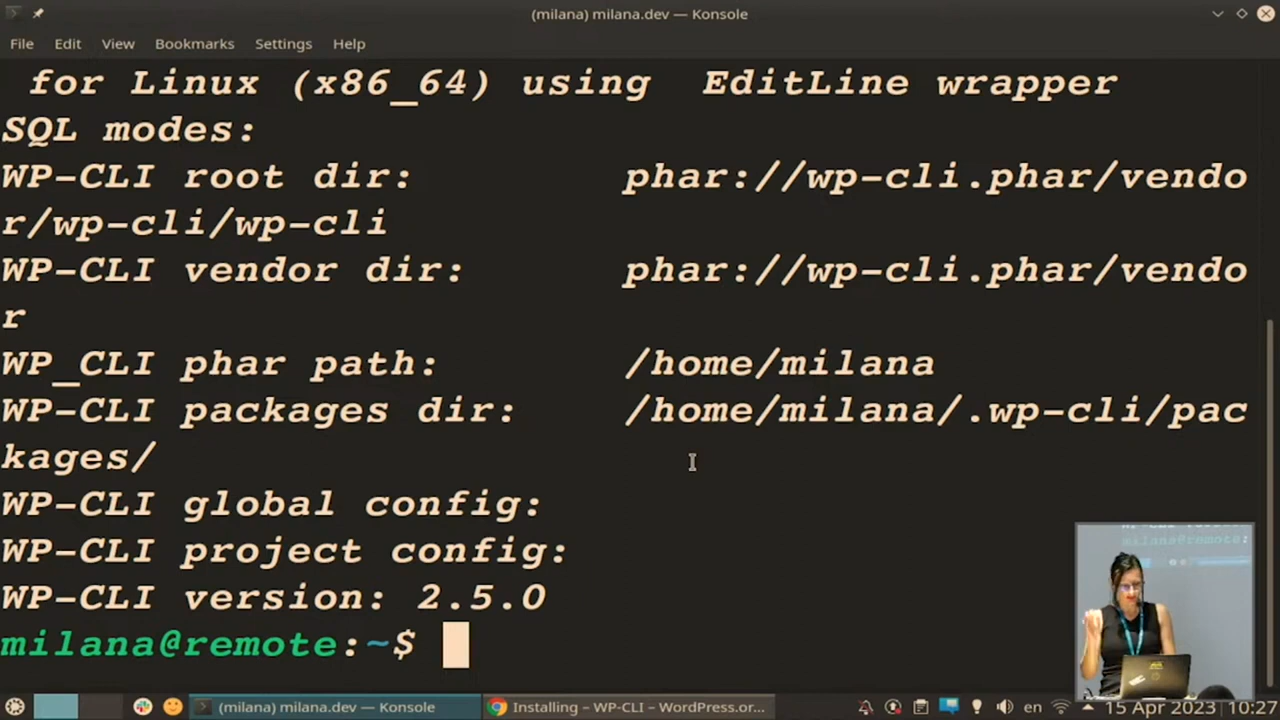 (milana) milana.dev — Konsole
File Edit View Bookmarks Settings Help
for Linux (x86_64) using  EditLine wrapper
SQL modes:
WP-CLI root dir: phar://wp-cli.phar/vendo
r/wp-cli/wp-cli
WP-CLI vendor dir: phar://wp-cli.phar/vendo
r
WP_CLI phar path: /home/milana
WP-CLI packages dir: /home/milana/.wp-cli/pac
kages/
WP-CLI global config:
WP-CLI project config:
WP-CLI version: 2.5.0
milana@remote:~$
milana@remote:
(milana) milana.dev — Konsole
Installing – WP-CLI – WordPress.or...
en
15 Apr 2023
10:27